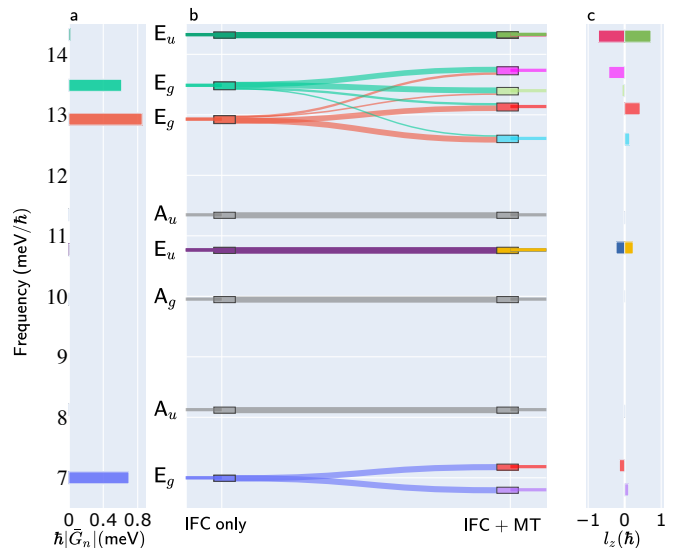 a
b
c
14
13
12
11
10
9
8
7
Frequency (meV/ħ)
E_u
E_g
E_g
A_u
E_u
A_g
A_u
E_g
0 0.4 0.8
ħ|Ḡ_n|(meV)
IFC only
IFC + MT
−1 0 1
l_z(ħ)